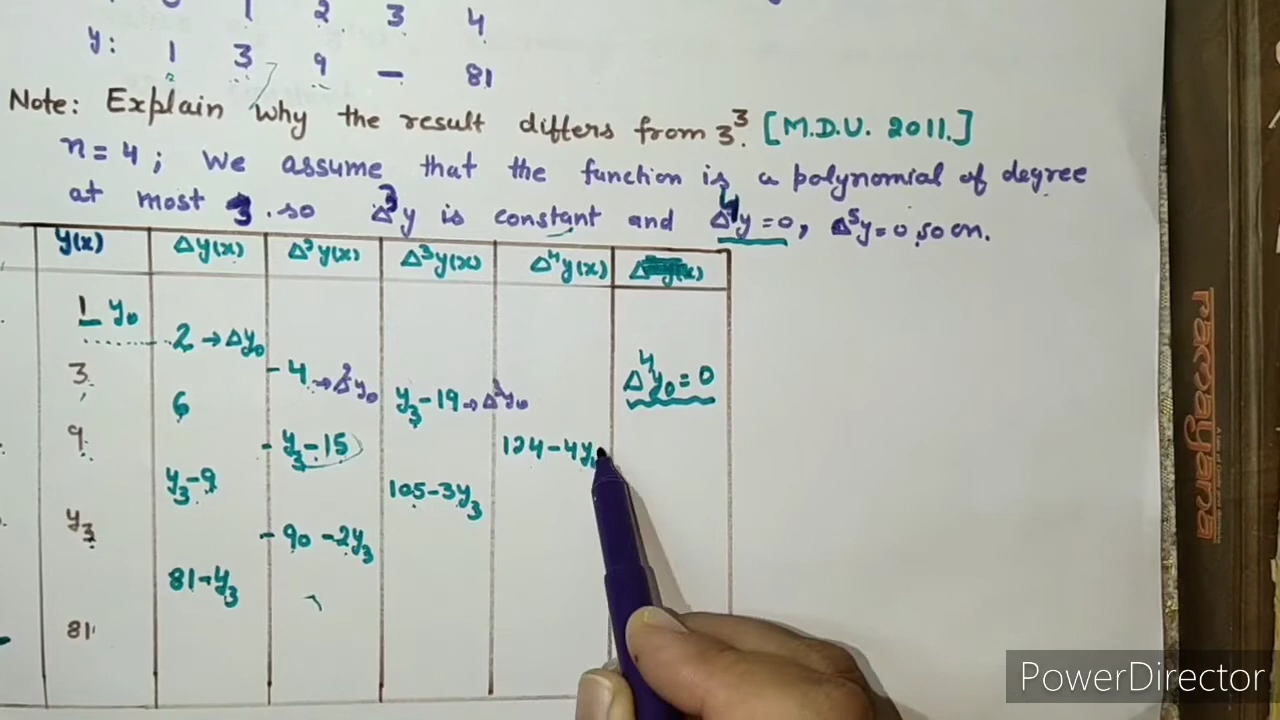 1 2 3 4
y: 1 3 9 — 81
Note: Explain why the result differs from 3³. [M.D.U. 2011.]
n = 4 ; We assume that the function is a polynomial of degree
at most 3. so Δ³y is constant and Δ⁴y = 0, Δ⁵y = 0 so on.
y(x) Δy(x) Δ²y(x) Δ³y(x) Δ⁴y(x)
1 y₀
2 → Δy₀
4 → Δ²y₀ Δ⁴y₀ = 0
3 y₃-19 → Δ³y₀
6
9 y₃-15 124-4y₃
y₃-9 105-3y₃
y₃ 90-2y₃
81-y₃
81
ramayana
PowerDirector